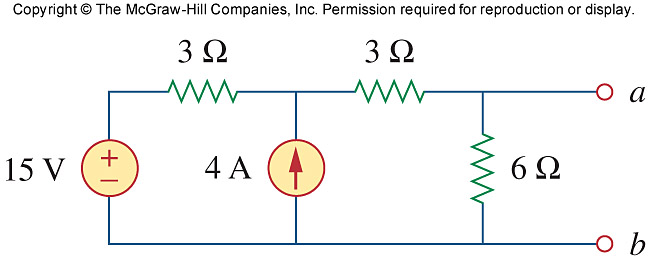 Copyright © The McGraw-Hill Companies, Inc. Permission required for reproduction or display.
3 Ω 3 Ω
a
15 V + − 4 A 6 Ω
b